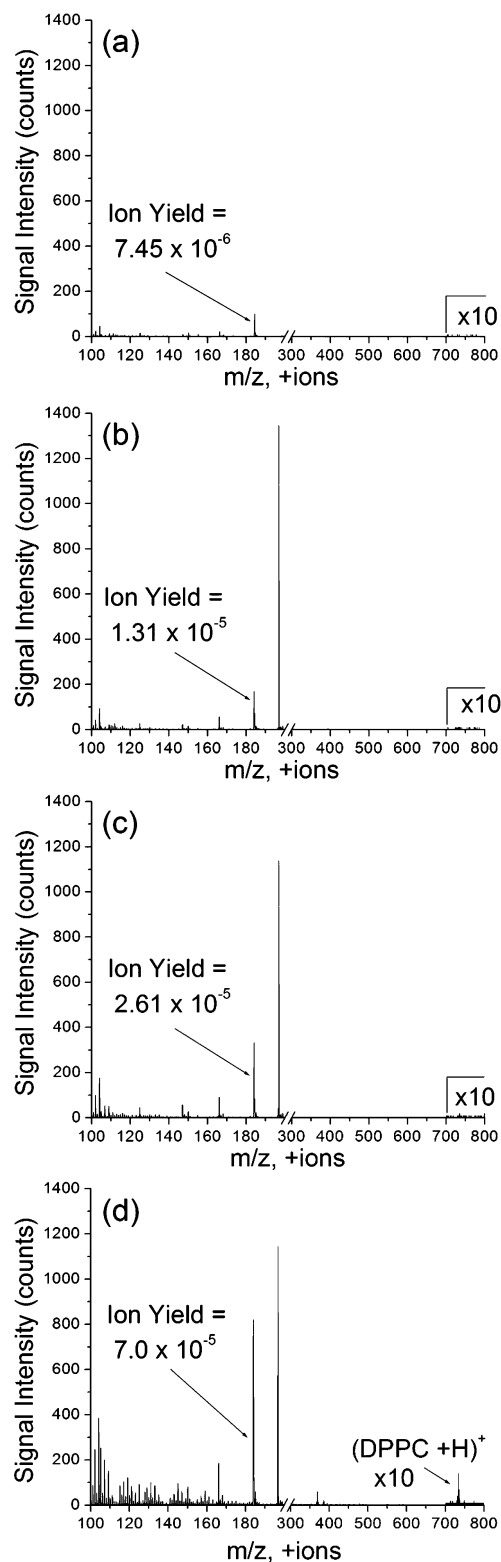 (a)
Signal Intensity (counts)
1400
1200
1000
800
600
400
200
0
Ion Yield =
7.45 x 10⁻⁶
x10
100 120 140 160 180 300 400 500 600 700 800
m/z, +ions
(b)
Signal Intensity (counts)
1400
1200
1000
800
600
400
200
0
Ion Yield =
1.31 x 10⁻⁵
x10
100 120 140 160 180 300 400 500 600 700 800
m/z, +ions
(c)
Signal Intensity (counts)
1400
1200
1000
800
600
400
200
0
Ion Yield =
2.61 x 10⁻⁵
x10
100 120 140 160 180 300 400 500 600 700 800
m/z, +ions
(d)
Signal Intensity (counts)
1400
1200
1000
800
600
400
200
0
Ion Yield =
7.0 x 10⁻⁵
(DPPC +H)⁺
x10
100 120 140 160 180 300 400 500 600 700 800
m/z, +ions